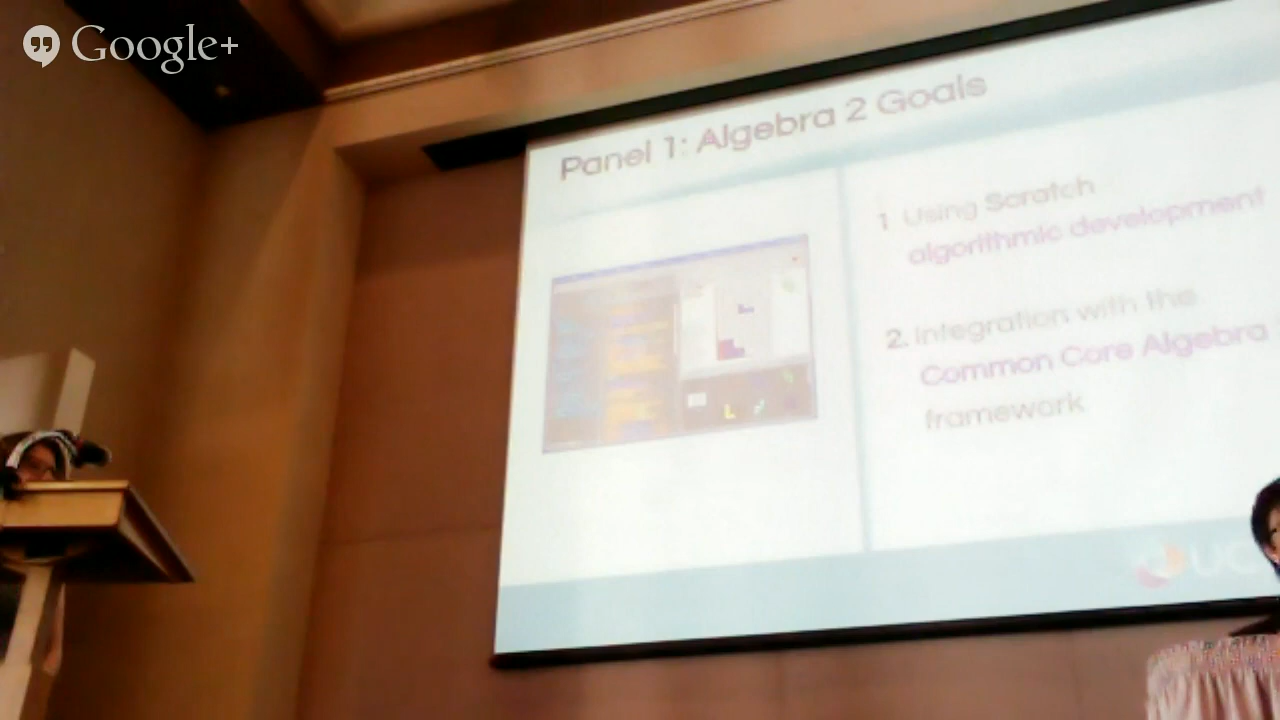 Google+
Panel 1: Algebra 2 Goals
1 Using Scratch
algorithmic development
2. Integration with the
Common Core Algebra
framework